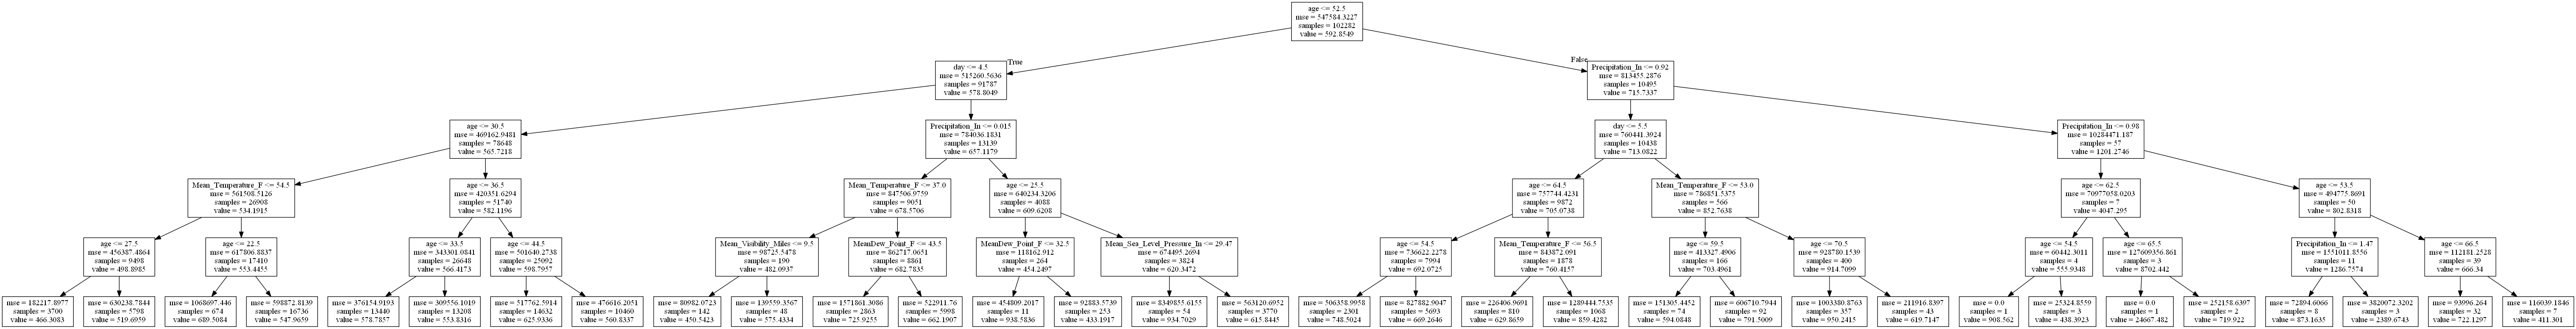 age <= 52.5
mse = 547584.3227
samples = 102282
value = 592.8549
True
False
day <= 4.5
mse = 515260.5636
samples = 91787
value = 578.8049
Precipitation_In <= 0.92
mse = 813455.2876
samples = 10495
value = 715.7337
age <= 30.5
mse = 469162.9481
samples = 78648
value = 565.7218
Precipitation_In <= 0.015
mse = 784036.1831
samples = 13139
value = 657.1179
day <= 5.5
mse = 760441.3924
samples = 10438
value = 713.0822
Precipitation_In <= 0.98
mse = 10284471.187
samples = 57
value = 1201.2746
Mean_Temperature_F <= 54.5
mse = 561508.5126
samples = 26908
value = 534.1915
age <= 36.5
mse = 420351.6294
samples = 51740
value = 582.1196
Mean_Temperature_F <= 37.0
mse = 847506.9759
samples = 9051
value = 678.5706
age <= 25.5
mse = 640234.3206
samples = 4088
value = 609.6208
age <= 64.5
mse = 757744.4231
samples = 9872
value = 705.0738
Mean_Temperature_F <= 53.0
mse = 786851.5375
samples = 566
value = 852.7638
age <= 62.5
mse = 70977058.0203
samples = 7
value = 4047.295
age <= 53.5
mse = 494775.8691
samples = 50
value = 802.8318
age <= 27.5
mse = 456387.4864
samples = 9498
value = 498.8985
age <= 22.5
mse = 617806.8837
samples = 17410
value = 553.4455
age <= 33.5
mse = 343301.0841
samples = 26648
value = 566.4173
age <= 44.5
mse = 501640.2738
samples = 25092
value = 598.7957
Mean_Visibility_Miles <= 9.5
mse = 98725.5478
samples = 190
value = 482.0937
MeanDew_Point_F <= 43.5
mse = 862717.0651
samples = 8861
value = 682.7835
MeanDew_Point_F <= 32.5
mse = 118162.912
samples = 264
value = 454.2497
Mean_Sea_Level_Pressure_In <= 29.47
mse = 674495.2694
samples = 3824
value = 620.3472
age <= 54.5
mse = 736622.2278
samples = 7994
value = 692.0725
Mean_Temperature_F <= 56.5
mse = 843872.091
samples = 1878
value = 760.4157
age <= 59.5
mse = 413327.4906
samples = 166
value = 703.4961
age <= 70.5
mse = 928780.1539
samples = 400
value = 914.7099
age <= 54.5
mse = 60442.3011
samples = 4
value = 555.9348
age <= 65.5
mse = 127609356.861
samples = 3
value = 8702.442
Precipitation_In <= 1.47
mse = 1551011.8556
samples = 11
value = 1286.7574
age <= 66.5
mse = 112181.2528
samples = 39
value = 666.34
mse = 182217.8977
samples = 3700
value = 466.3083
mse = 630238.7844
samples = 5798
value = 519.6959
mse = 1068697.446
samples = 674
value = 689.5084
mse = 598872.8139
samples = 16736
value = 547.9659
mse = 376154.9193
samples = 13440
value = 578.7857
mse = 309556.1019
samples = 13208
value = 553.8316
mse = 517762.5914
samples = 14632
value = 625.9336
mse = 476616.2051
samples = 10460
value = 560.8337
mse = 80982.0723
samples = 142
value = 450.5423
mse = 139559.3567
samples = 48
value = 575.4334
mse = 1571861.3086
samples = 2863
value = 725.9255
mse = 522911.76
samples = 5998
value = 662.1907
mse = 454809.2017
samples = 11
value = 938.5836
mse = 92883.5739
samples = 253
value = 433.1917
mse = 8349855.6155
samples = 54
value = 934.7029
mse = 563120.6952
samples = 3770
value = 615.8445
mse = 506358.9958
samples = 2301
value = 748.5024
mse = 827882.9047
samples = 5693
value = 669.2646
mse = 226406.9691
samples = 810
value = 629.8659
mse = 1289444.7535
samples = 1068
value = 859.4282
mse = 151305.4452
samples = 74
value = 594.0848
mse = 606710.7944
samples = 92
value = 791.5009
mse = 1003380.8763
samples = 357
value = 950.2415
mse = 211916.8397
samples = 43
value = 619.7147
mse = 0.0
samples = 1
value = 908.562
mse = 25324.8559
samples = 3
value = 438.3923
mse = 0.0
samples = 1
value = 24667.482
mse = 252158.6397
samples = 2
value = 719.922
mse = 72894.6066
samples = 8
value = 873.1635
mse = 3820072.3202
samples = 3
value = 2389.6743
mse = 93996.264
samples = 32
value = 722.1297
mse = 116039.1846
samples = 7
value = 411.301